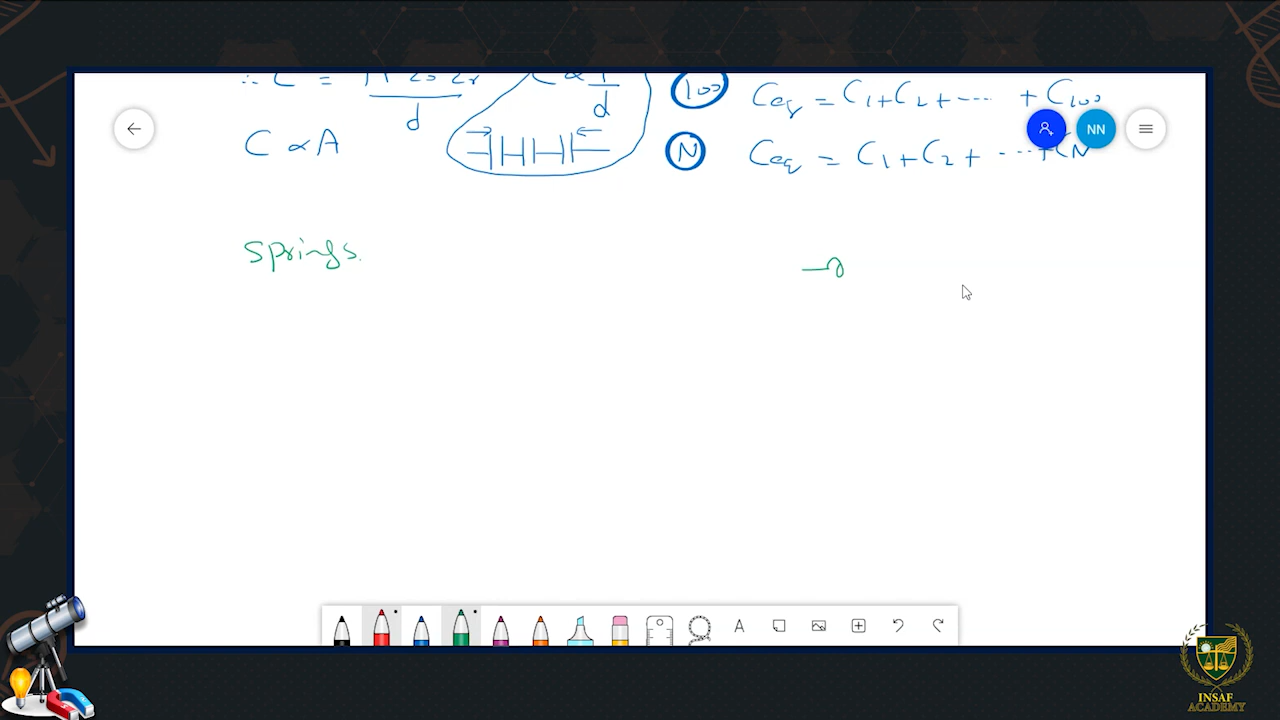 d
C ∝ A
C ∝ 1/d
100 Ceq = C1+C2+ ···· + C100
N Ceq = C1+C2+ ···+CN
NN
Springs.
A
INSAF
ACADEMY